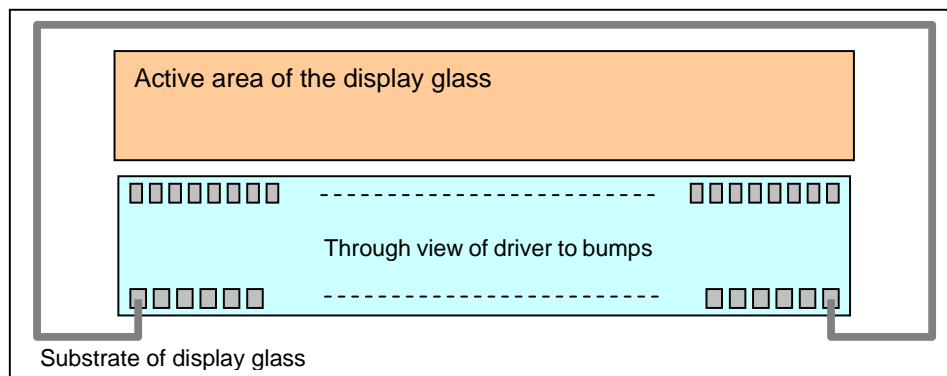 Active area of the display glass
Through view of driver to bumps
Substrate of display glass